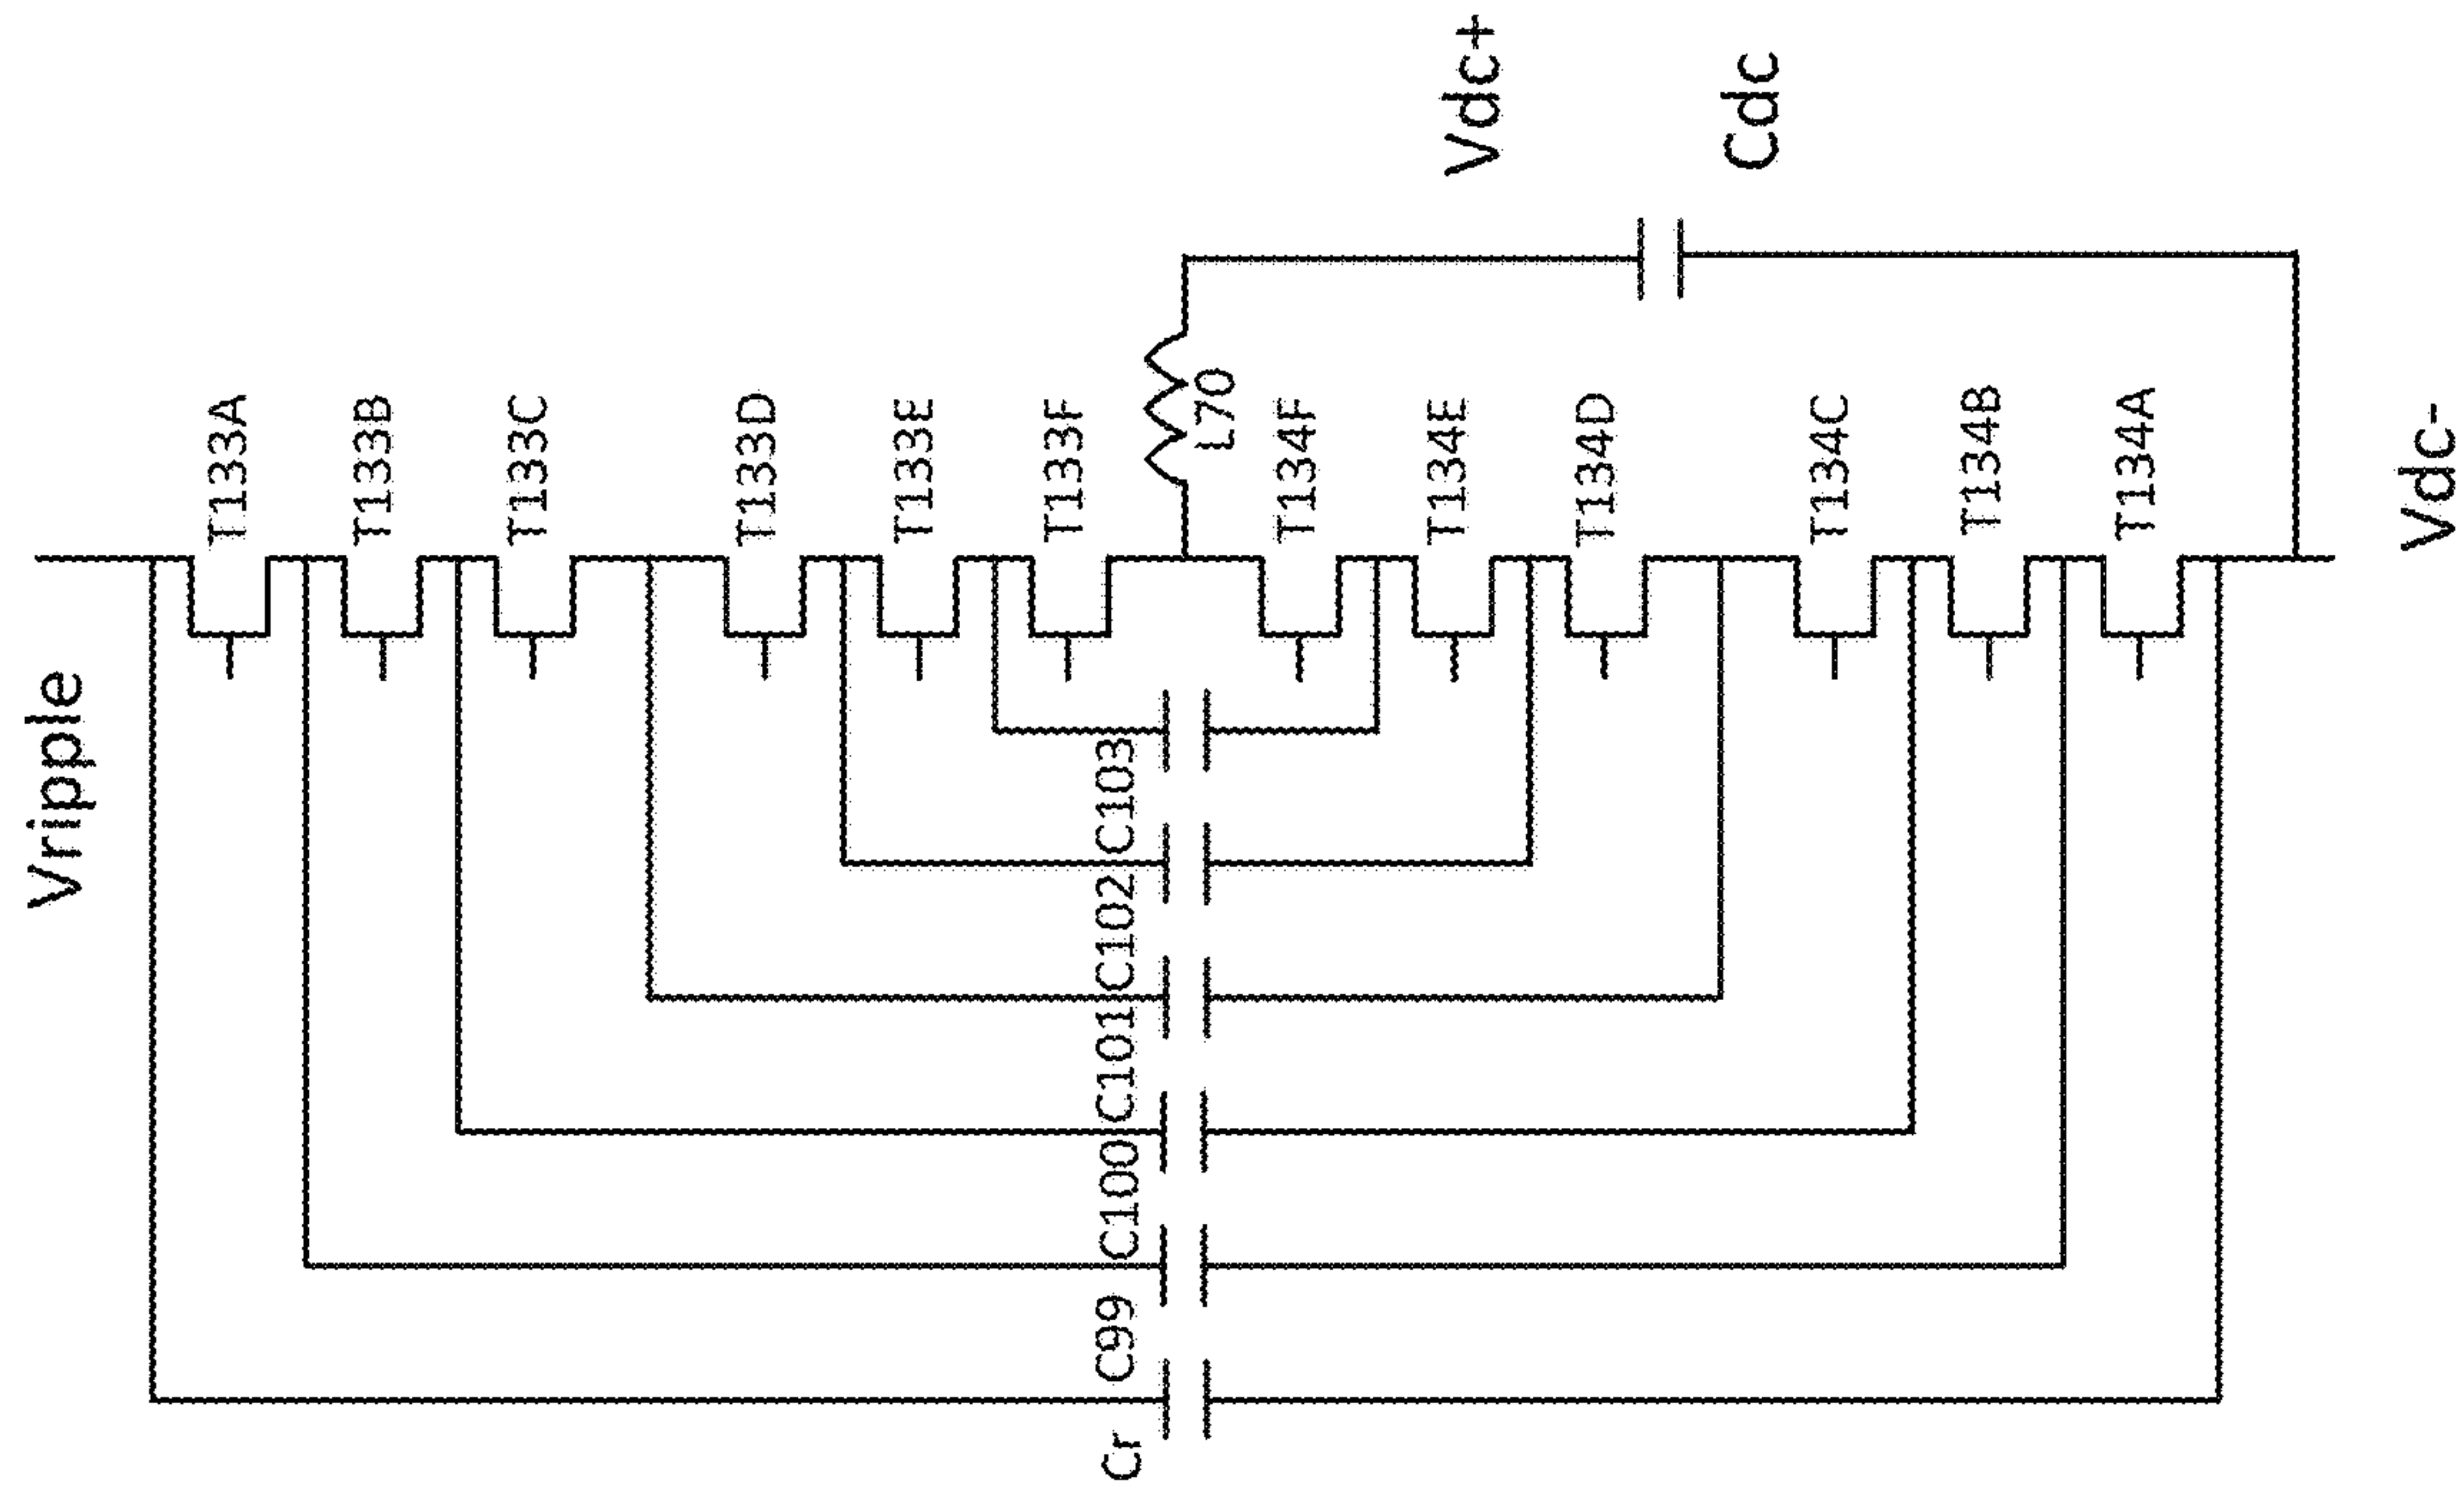 Vripple
T133A
T133B
T133C
T133D
T133E
T133F
L70
T134F
T134E
T134D
T134C
T134B
T134A
Vdc+
Cdc
Vdc-
Cr
C99
C100
C101
C102
C103